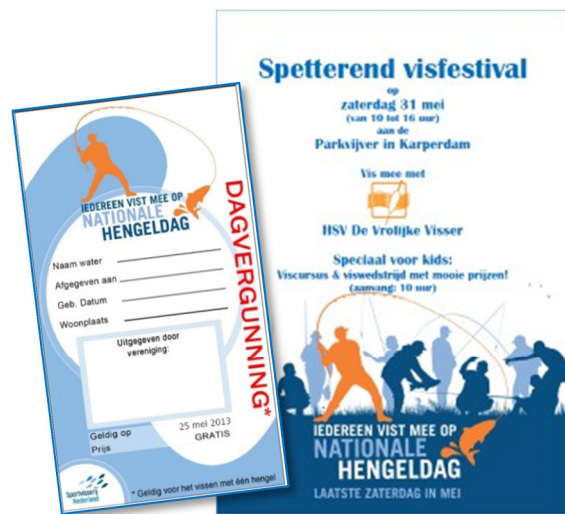 IEDEREEN VIST MEE OP
NATIONALE
HENGELDAG
DAGVERGUNNING*
Naam water
Afgegeven aan
Geb. Datum
Woonplaats
Uitgegeven door
vereniging:
Geldig op 25 mei 2013
Prijs GRATIS
Sportvisserij
Nederland
* Geldig voor het vissen met één hengel
Spetterend visfestival
op
zaterdag 31 mei
(van 10 tot 16 uur)
aan de
Parkvijver in Karperdam
Vis mee met
HSV De Vrolijke Visser
Speciaal voor kids:
Viscursus & viswedstrijd met mooie prijzen!
(aanvang: 10 uur)
IEDEREEN VIST MEE OP
NATIONALE
HENGELDAG
LAATSTE ZATERDAG IN MEI